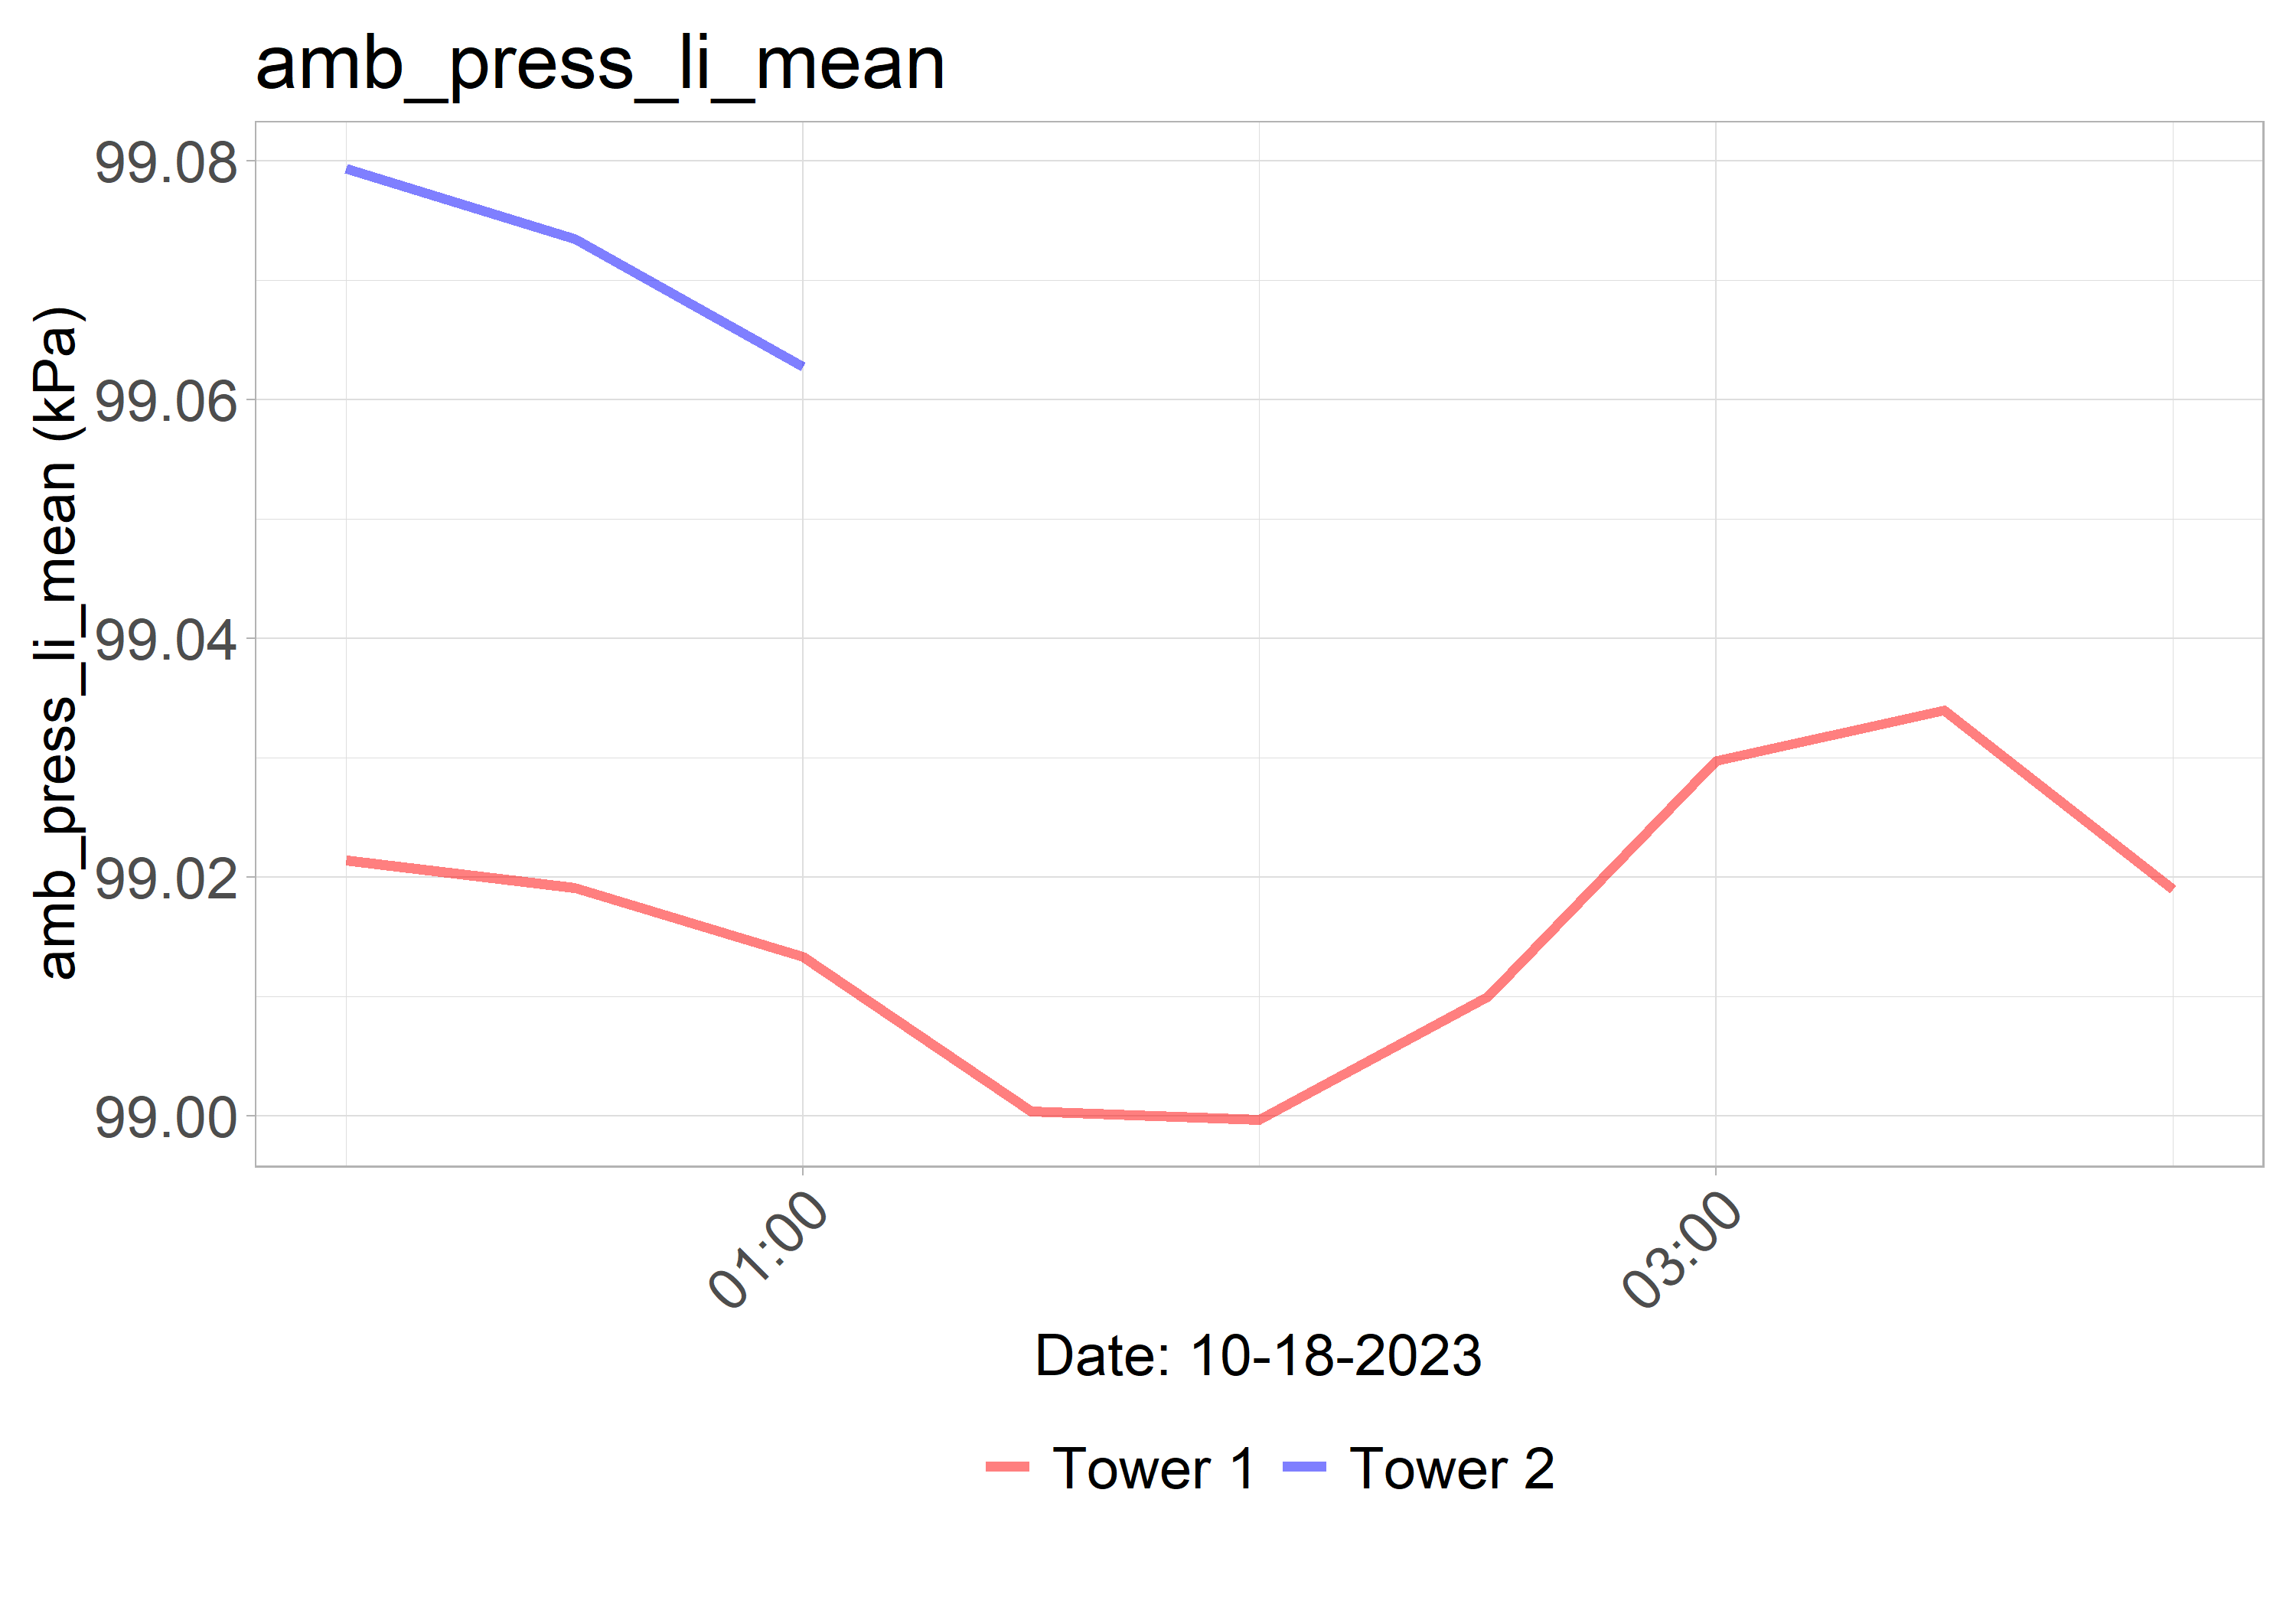 amb_press_li_mean
amb_press_li_mean (kPa)
99.08
99.06
99.04
99.02
99.00
01:00
03:00
Date: 10-18-2023
Tower 1
Tower 2